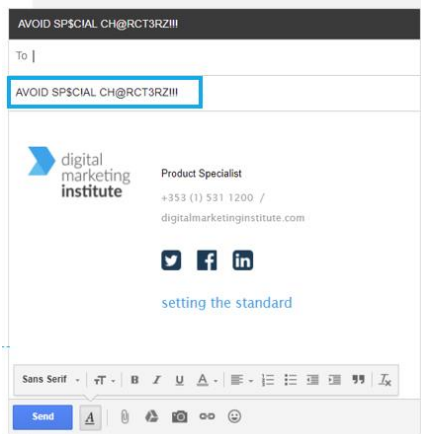 AVOID SP$CIAL CH@RCT3RZ!!!
To
AVOID SP$CIAL CH@RCT3RZ!!!
digital
marketing
institute
Product Specialist
+353 (1) 531 1200 /
digitalmarketinginstitute.com
setting the standard
Sans Serif
Send